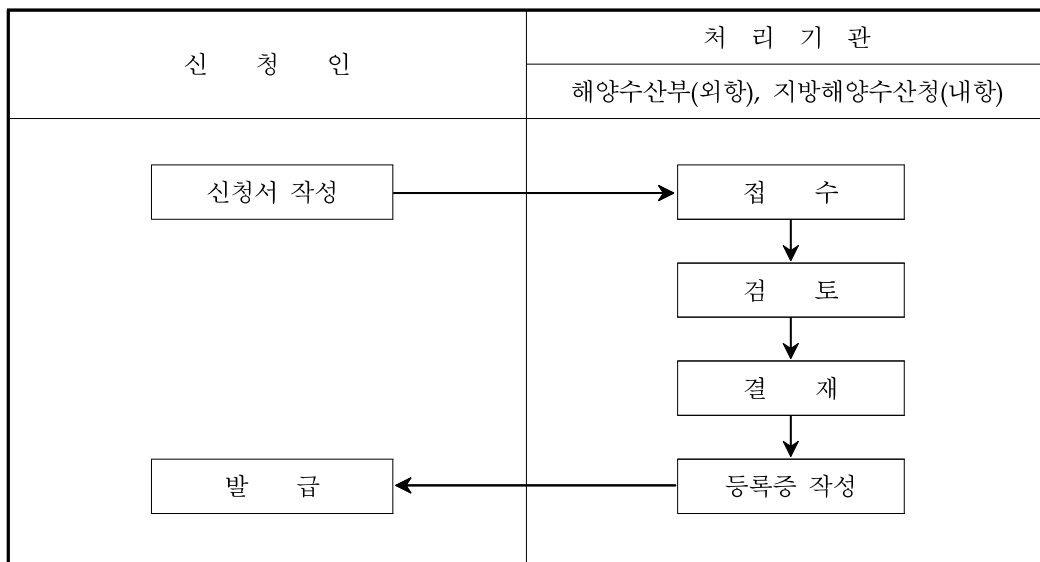 신 청 인
처 리 기 관
해양수산부(외항), 지방해양수산청(내항)
신청서 작성
접 수
검 토
결 재
발 급
등록증 작성